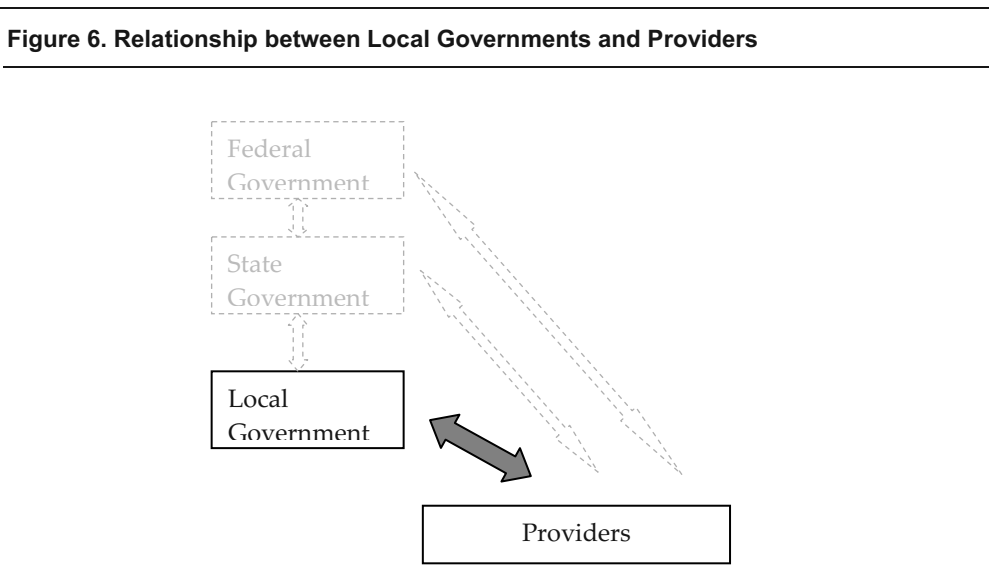 Figure 6. Relationship between Local Governments and Providers
Federal
Government
State
Government
Local
Government
Providers